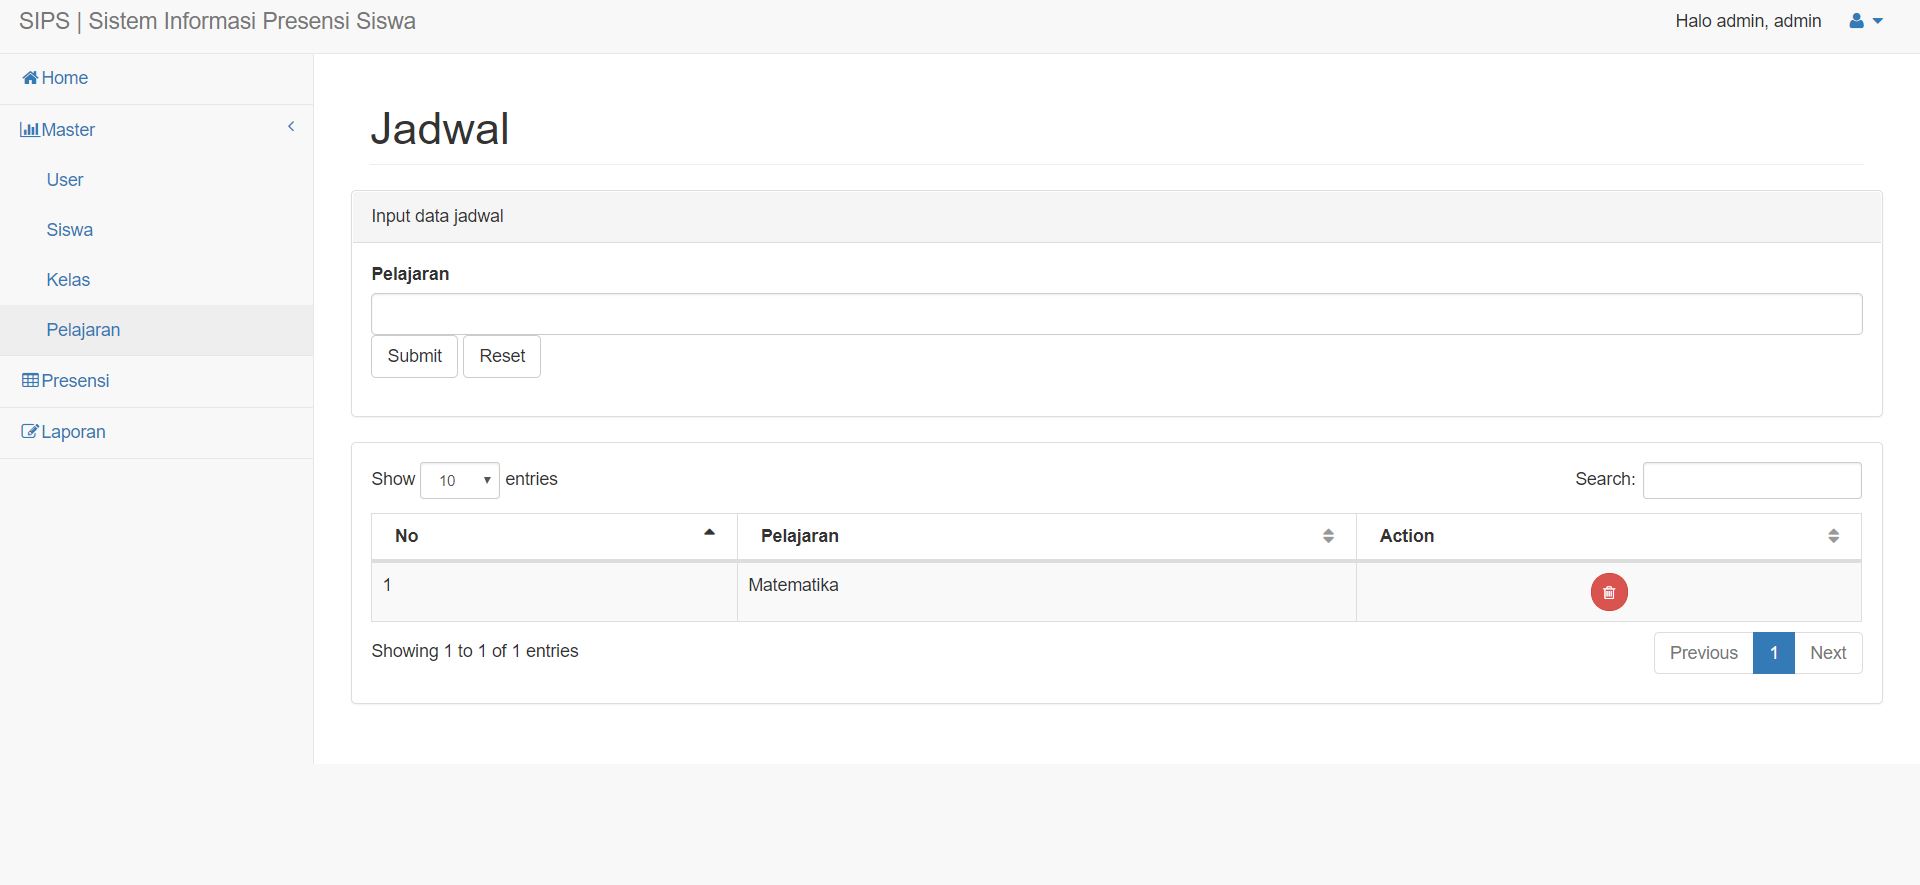 SIPS | Sistem Informasi Presensi Siswa
Halo admin, admin
Home
Master
User
Siswa
Kelas
Pelajaran
Presensi
Laporan
Jadwal
Input data jadwal
Pelajaran
Submit Reset
Show 10 entries
Search:
No Pelajaran Action
1 Matematika
Showing 1 to 1 of 1 entries
Previous 1 Next